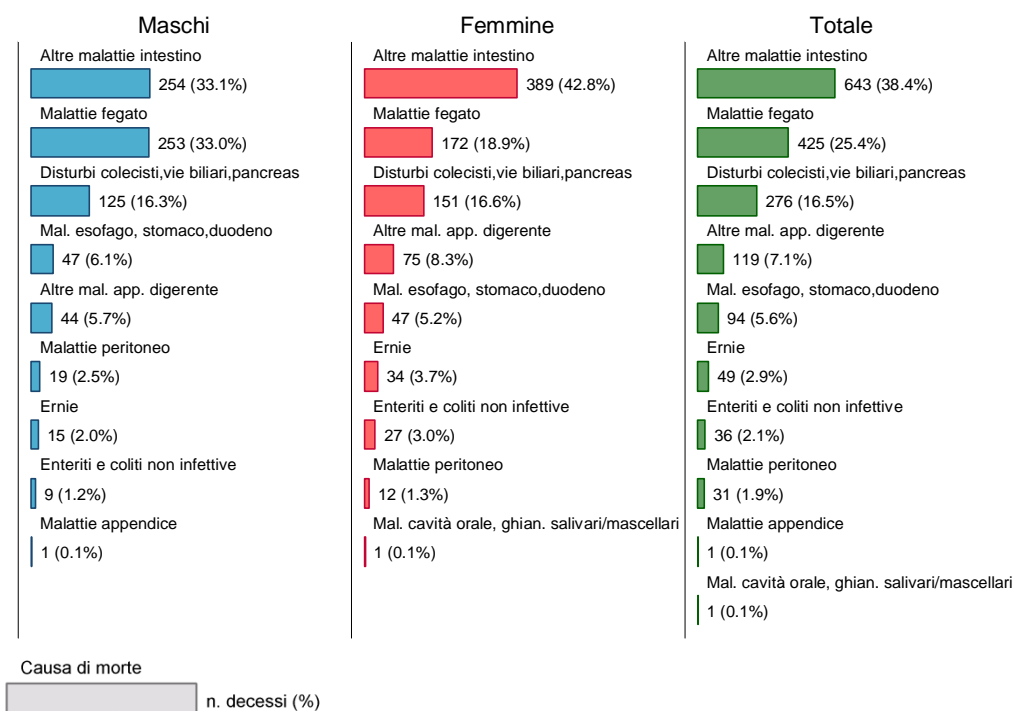 Maschi
Altre malattie intestino
254 (33.1%)
Malattie fegato
253 (33.0%)
Disturbi colecisti,vie biliari,pancreas
125 (16.3%)
Mal. esofago, stomaco,duodeno
47 (6.1%)
Altre mal. app. digerente
44 (5.7%)
Malattie peritoneo
19 (2.5%)
Ernie
15 (2.0%)
Enteriti e coliti non infettive
9 (1.2%)
Malattie appendice
1 (0.1%)
Femmine
Altre malattie intestino
389 (42.8%)
Malattie fegato
172 (18.9%)
Disturbi colecisti,vie biliari,pancreas
151 (16.6%)
Altre mal. app. digerente
75 (8.3%)
Mal. esofago, stomaco,duodeno
47 (5.2%)
Ernie
34 (3.7%)
Enteriti e coliti non infettive
27 (3.0%)
Malattie peritoneo
12 (1.3%)
Mal. cavità orale, ghian. salivari/mascellari
1 (0.1%)
Totale
Altre malattie intestino
643 (38.4%)
Malattie fegato
425 (25.4%)
Disturbi colecisti,vie biliari,pancreas
276 (16.5%)
Altre mal. app. digerente
119 (7.1%)
Mal. esofago, stomaco,duodeno
94 (5.6%)
Ernie
49 (2.9%)
Enteriti e coliti non infettive
36 (2.1%)
Malattie peritoneo
31 (1.9%)
Malattie appendice
1 (0.1%)
Mal. cavità orale, ghian. salivari/mascellari
1 (0.1%)
Causa di morte
n. decessi (%)